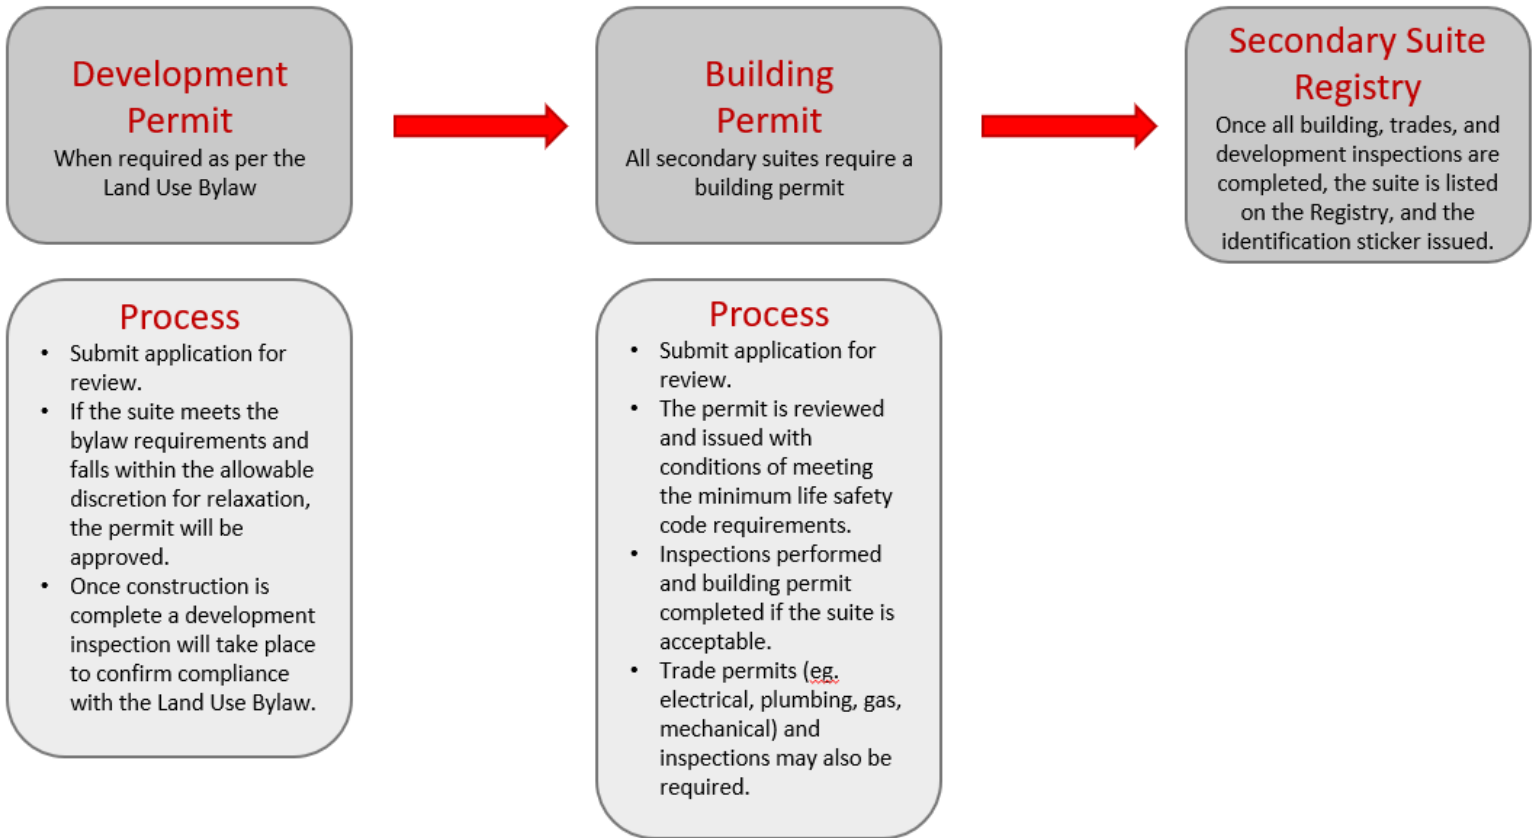 Development
Permit
When required as per the
Land Use Bylaw
Building
Permit
All secondary suites require a
building permit
Secondary Suite
Registry
Once all building, trades, and
development inspections are
completed, the suite is listed
on the Registry, and the
identification sticker issued.
Process
• Submit application for
review.
• If the suite meets the
bylaw requirements and
falls within the allowable
discretion for relaxation,
the permit will be
approved.
• Once construction is
complete a development
inspection will take place
to confirm compliance
with the Land Use Bylaw.
Process
• Submit application for
review.
• The permit is reviewed
and issued with
conditions of meeting
the minimum life safety
code requirements.
• Inspections performed
and building permit
completed if the suite is
acceptable.
• Trade permits (eg.
electrical, plumbing, gas,
mechanical) and
inspections may also be
required.